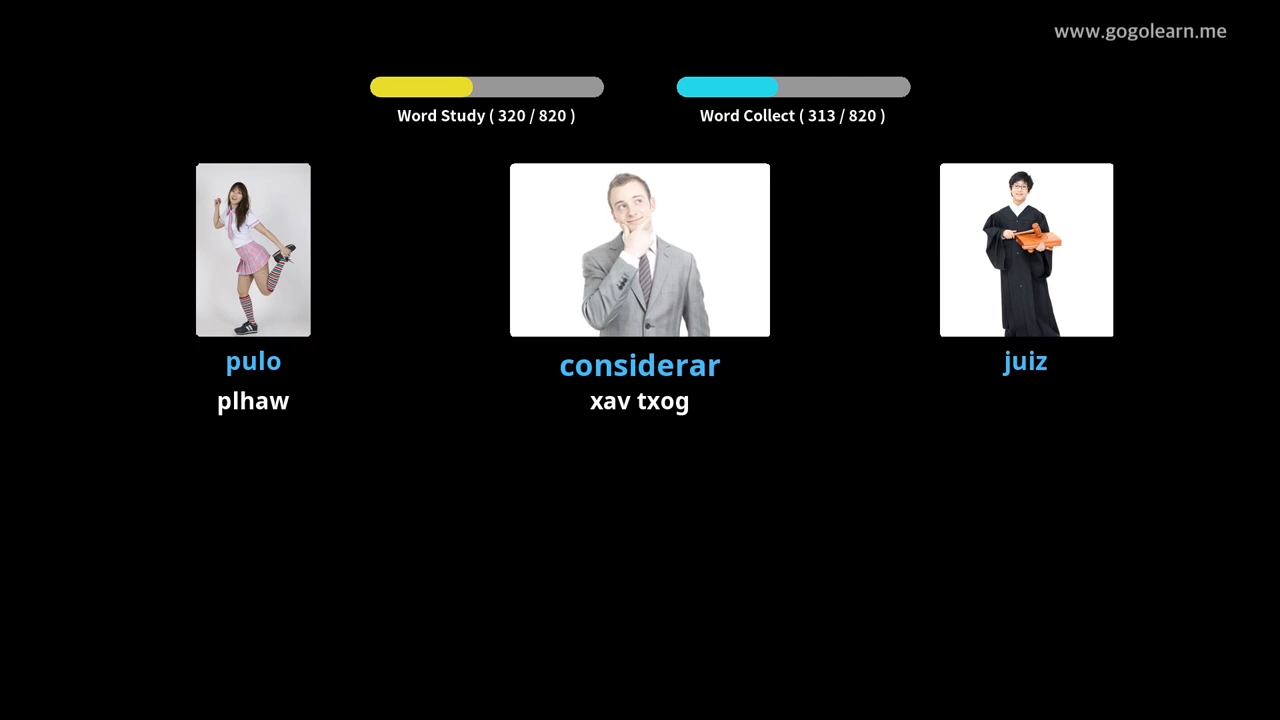 www.gogolearn.me
Word Study ( 320 / 820 )
Word Collect ( 313 / 820 )
pulo
considerar
juiz
plhaw
xav txog